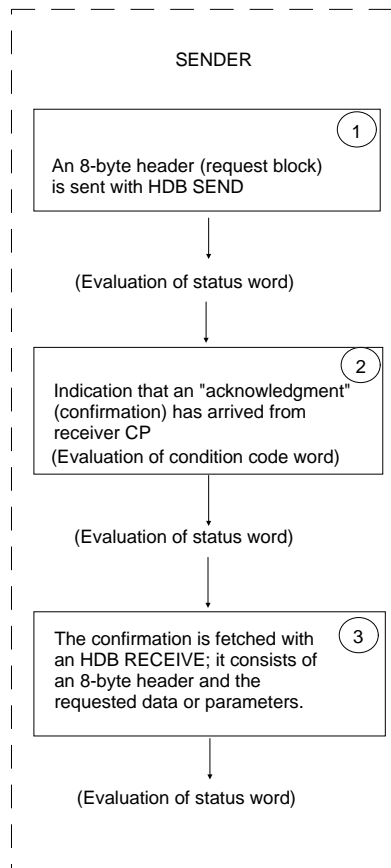 SENDER
1
An 8-byte header (request block)
is sent with HDB SEND
(Evaluation of status word)
2
Indication that an "acknowledgment"
(confirmation) has arrived from
receiver CP
(Evaluation of condition code word)
(Evaluation of status word)
3
The confirmation is fetched with
an HDB RECEIVE; it consists of
an 8-byte header and the
requested data or parameters.
(Evaluation of status word)